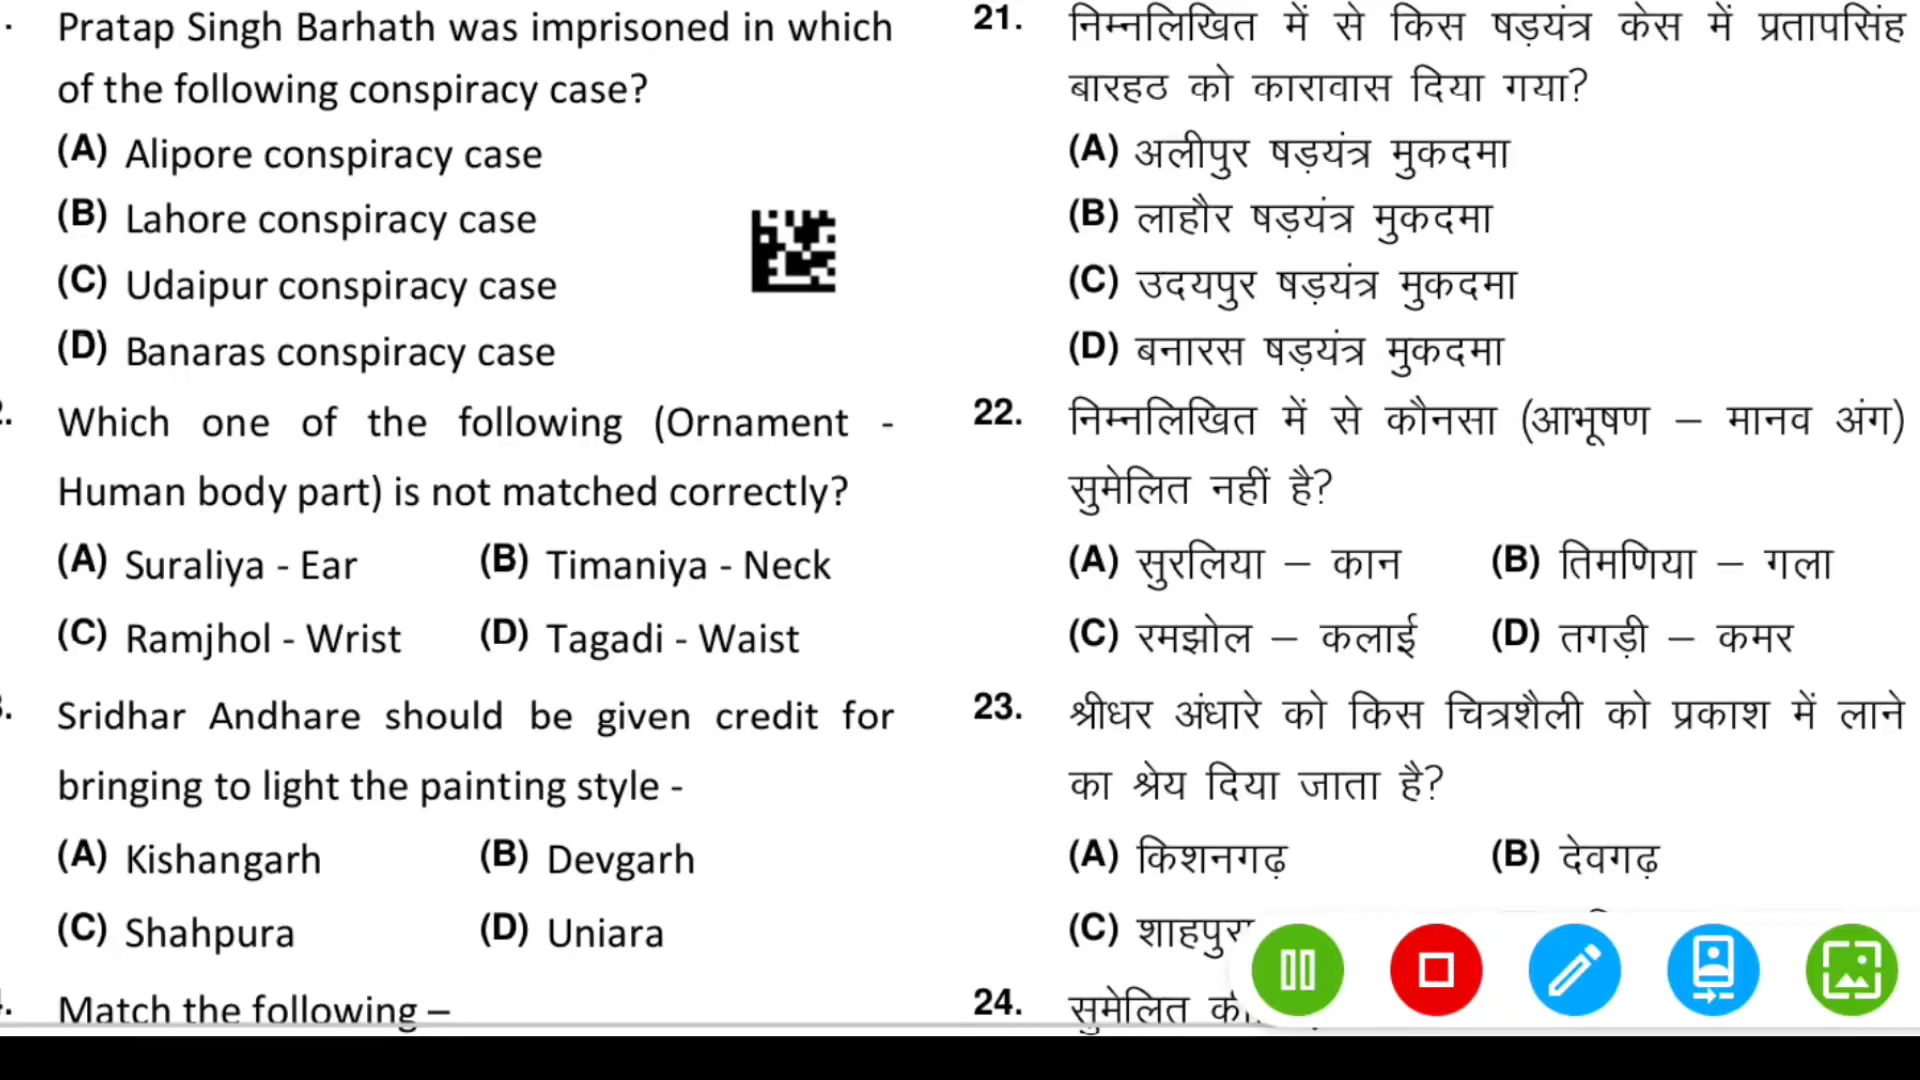 Pratap Singh Barhath was imprisoned in which
of the following conspiracy case?
(A) Alipore conspiracy case
(B) Lahore conspiracy case
(C) Udaipur conspiracy case
(D) Banaras conspiracy case
Which one of the following (Ornament -
Human body part) is not matched correctly?
(A) Suraliya - Ear (B) Timaniya - Neck
(C) Ramjhol - Wrist (D) Tagadi - Waist
Sridhar Andhare should be given credit for
bringing to light the painting style -
(A) Kishangarh (B) Devgarh
(C) Shahpura (D) Uniara
Match the following –
21. निम्नलिखित में से किस षड़यंत्र केस में प्रतापसिंह
बारहठ को कारावास दिया गया?
(A) अलीपुर षड़यंत्र मुकदमा
(B) लाहौर षड़यंत्र मुकदमा
(C) उदयपुर षड़यंत्र मुकदमा
(D) बनारस षड़यंत्र मुकदमा
22. निम्नलिखित में से कौनसा (आभूषण – मानव अंग)
सुमेलित नहीं है?
(A) सुरलिया – कान (B) तिमणिया – गला
(C) रमझोल – कलाई (D) तगड़ी – कमर
23. श्रीधर अंधारे को किस चित्रशैली को प्रकाश में लाने
का श्रेय दिया जाता है?
(A) किशनगढ़ (B) देवगढ़
(C) शाहपुरा
24. सुमेलित